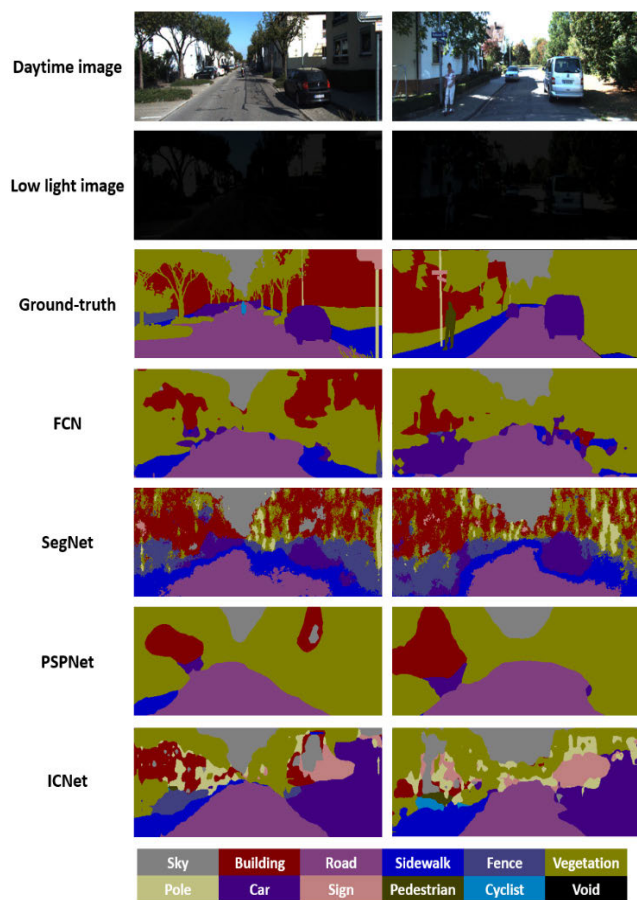 Daytime image
Low light image
Ground-truth
FCN
SegNet
PSPNet
ICNet
Sky Building Road Sidewalk Fence Vegetation
Pole Car Sign Pedestrian Cyclist Void